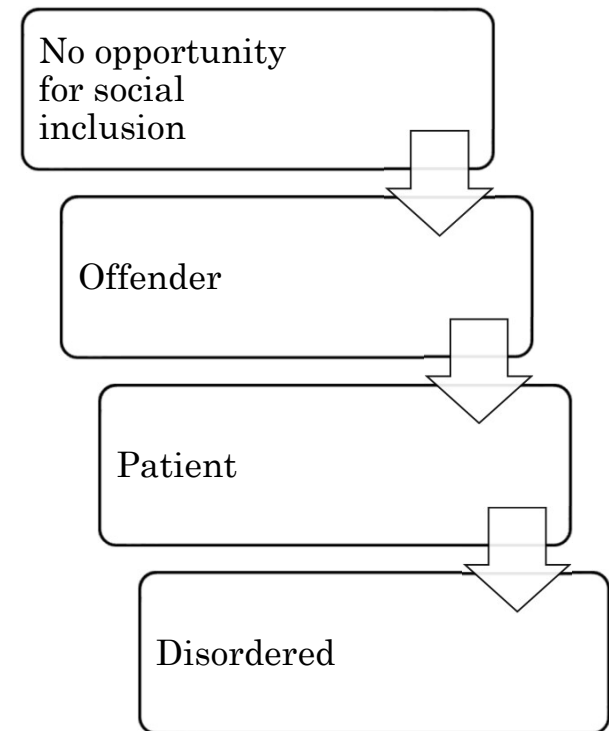 No opportunity
for social
inclusion
Offender
Patient
Disordered